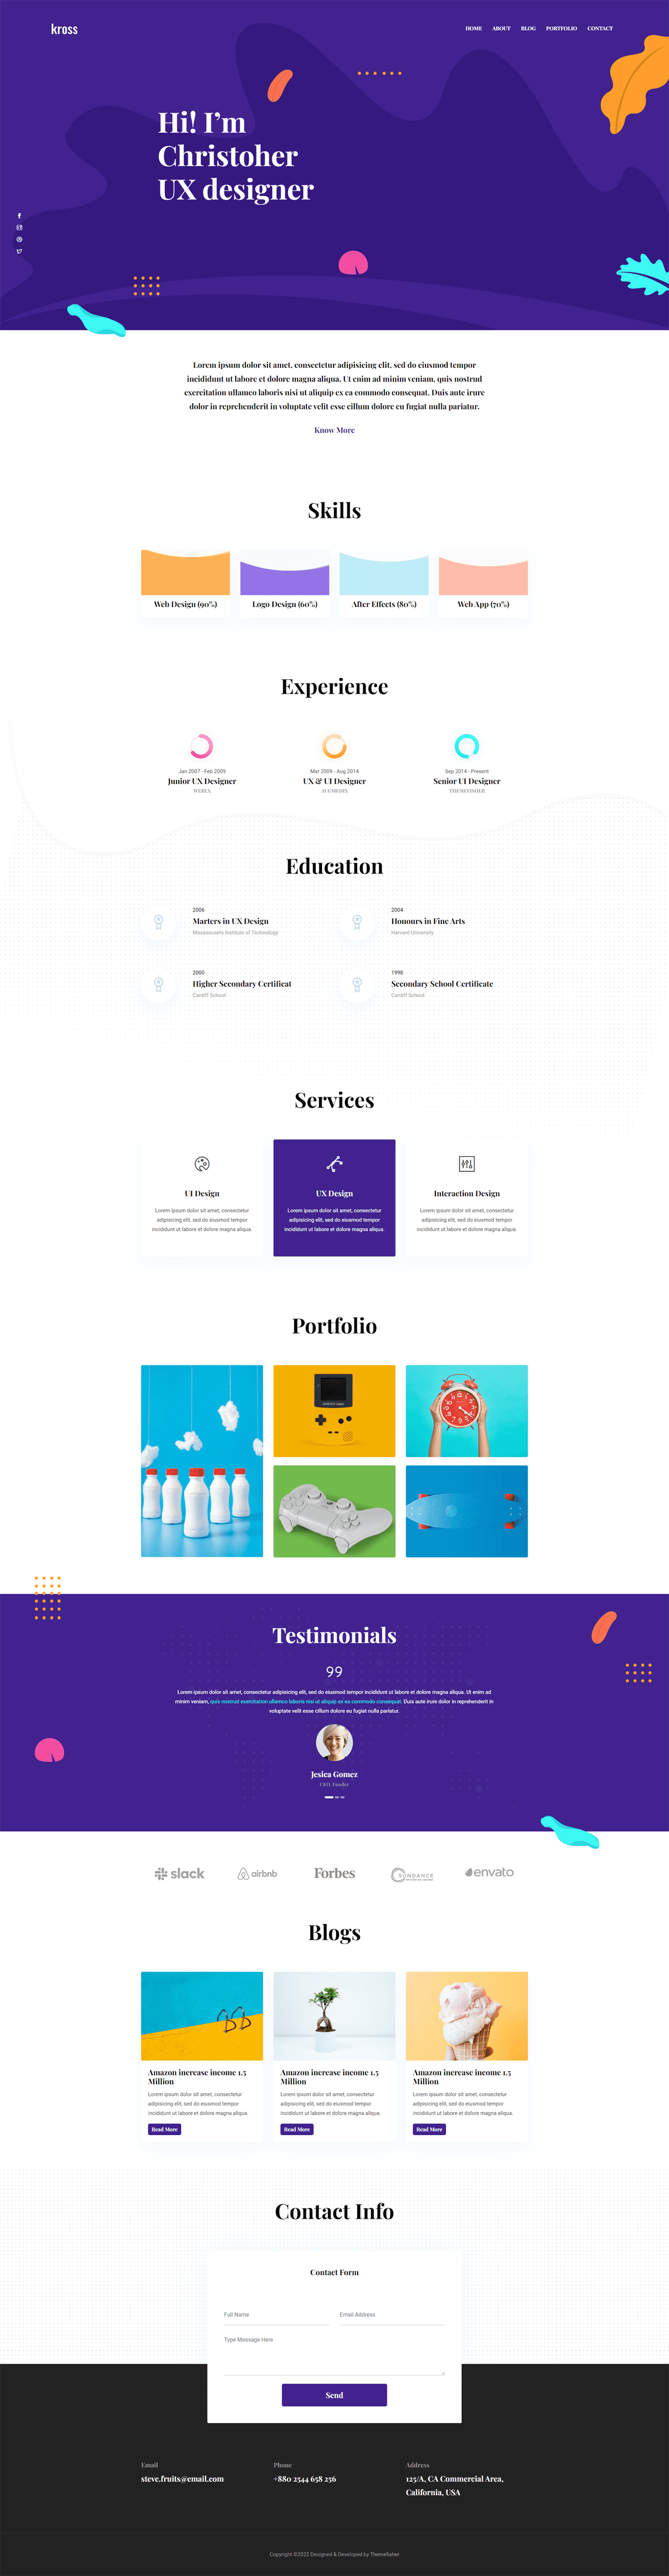 kross
HOME ABOUT BLOG PORTFOLIO CONTACT
Hi! I'm
Christoher
UX designer
Lorem ipsum dolor sit amet, consectetur adipisicing elit, sed do eiusmod tempor
incididunt ut labore et dolore magna aliqua. Ut enim ad minim veniam, quis nostrud
exercitation ullamco laboris nisi ut aliquip ex ea commodo consequat. Duis aute irure
dolor in reprehenderit in voluptate velit esse cillum dolore eu fugiat nulla pariatur.
Know More
Skills
Web Design (90%)
Logo Design (60%)
After Effects (80%)
Web App (70%)
Experience
Jan 2007 - Feb 2009
Junior UX Designer
WEBEX
Mar 2009 - Aug 2014
UX & UI Designer
Sep 2014 - Present
Senior UI Designer
THEMEFISHER
Education
2006
Marters in UX Design
Massachusets Institute of Technology
2004
Honours in Fine Arts
Harvard University
2000
Higher Secondary Certificat
Cardiff School
1998
Secondary School Certificate
Cardiff School
Services
UI Design
Lorem ipsum dolor sit amet, consectetur
adipisicing elit, sed do eiusmod tempor
incididunt ut labore et dolore magna aliqua.
UX Design
Lorem ipsum dolor sit amet, consectetur
adipisicing elit, sed do eiusmod tempor
incididunt ut labore et dolore magna aliqua.
Interaction Design
Lorem ipsum dolor sit amet, consectetur
adipisicing elit, sed do eiusmod tempor
incididunt ut labore et dolore magna aliqua.
Portfolio
Testimonials
Lorem ipsum dolor sit amet, consectetur adipisicing elit, sed do eiusmod tempor incididunt ut labore et dolore magna aliqua. Ut enim ad
minim veniam, quis nostrud exercitation ullamco laboris nisi ut aliquip ex ea commodo consequat. Duis aute irure dolor in reprehenderit in
voluptate velit esse cillum dolore eu fugiat nulla pariatur.
Jesica Gomez
CEO, Funder
slack
airbnb
Forbes
SUNDANCE
envato
Blogs
Amazon increase income 1.5
Million
Lorem ipsum dolor sit amet, consectetur
adipisicing elit, sed do eiusmod tempor
incididunt ut labore et dolore magna aliqua.
Read More
Amazon increase income 1.5
Million
Lorem ipsum dolor sit amet, consectetur
adipisicing elit, sed do eiusmod tempor
incididunt ut labore et dolore magna aliqua.
Read More
Amazon increase income 1.5
Million
Lorem ipsum dolor sit amet, consectetur
adipisicing elit, sed do eiusmod tempor
incididunt ut labore et dolore magna aliqua.
Read More
Contact Info
Contact Form
Full Name
Email Address
Type Message Here
Send
Email
steve.fruits@email.com
Phone
+880 2544 658 256
Address
125/A, CA Commercial Area,
California, USA
Copyright ©2022 Designed & Developed by Themefisher